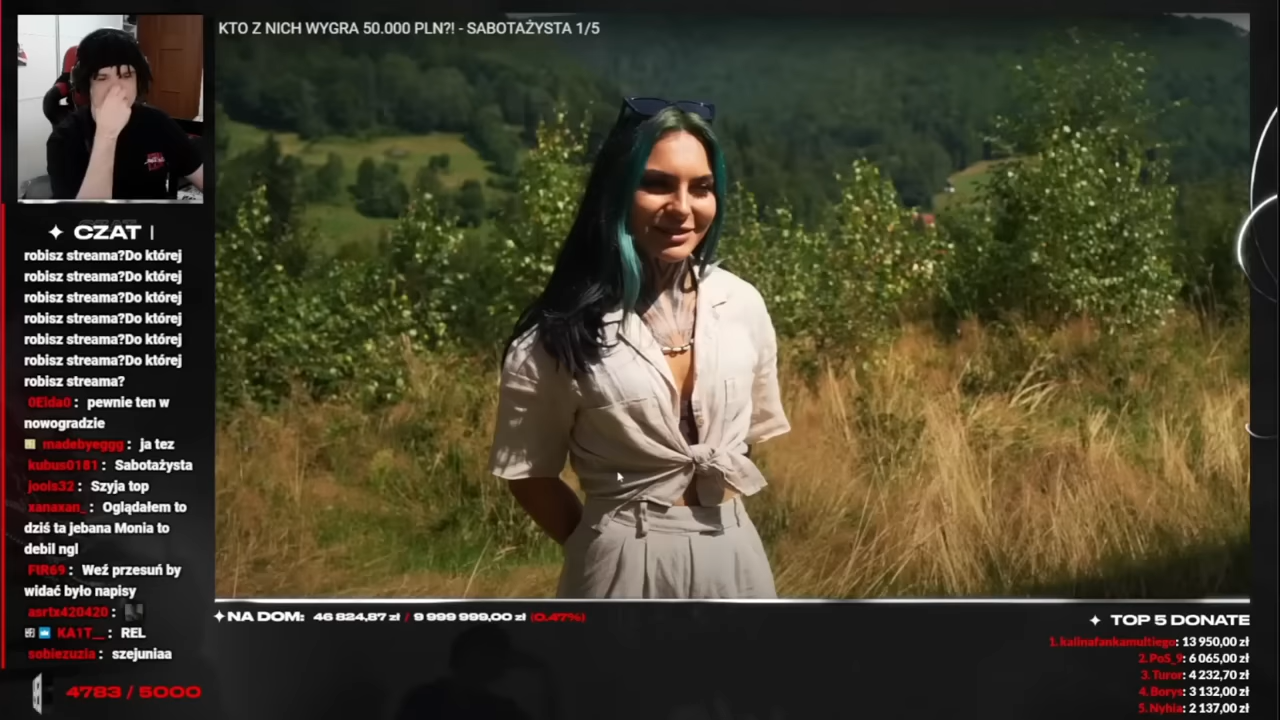 KTO Z NICH WYGRA 50.000 PLN?! - SABOTAŻYSTA 1/5
CZAT
robisz streama?Do której
robisz streama?Do której
robisz streama?Do której
robisz streama?Do której
robisz streama?Do której
robisz streama?Do której
robisz streama?
0Elda0: pewnie ten w
nowogradzie
madebyeggg: ja tez
kubus0181: Sabotażysta
jools32: Szyja top
xanaxan_: Oglądałem to
dziś ta jebana Monia to
debil ngl
FIR69: Weź przesuń by
widać było napisy
asrtx420420:
KA1T__: REL
sobiezuzia: szejuniaa
4783 / 5000
NA DOM: 46 824,87 zł / 9 999 999,00 zł (0.47%)
TOP 5 DONATE
1. kalinafankamultiego: 13 950,00 zł
2. PoS_9: 6 065,00 zł
3. Turor: 4 232,70 zł
4. Borys: 3 132,00 zł
5. Nyhia: 2 137,00 zł